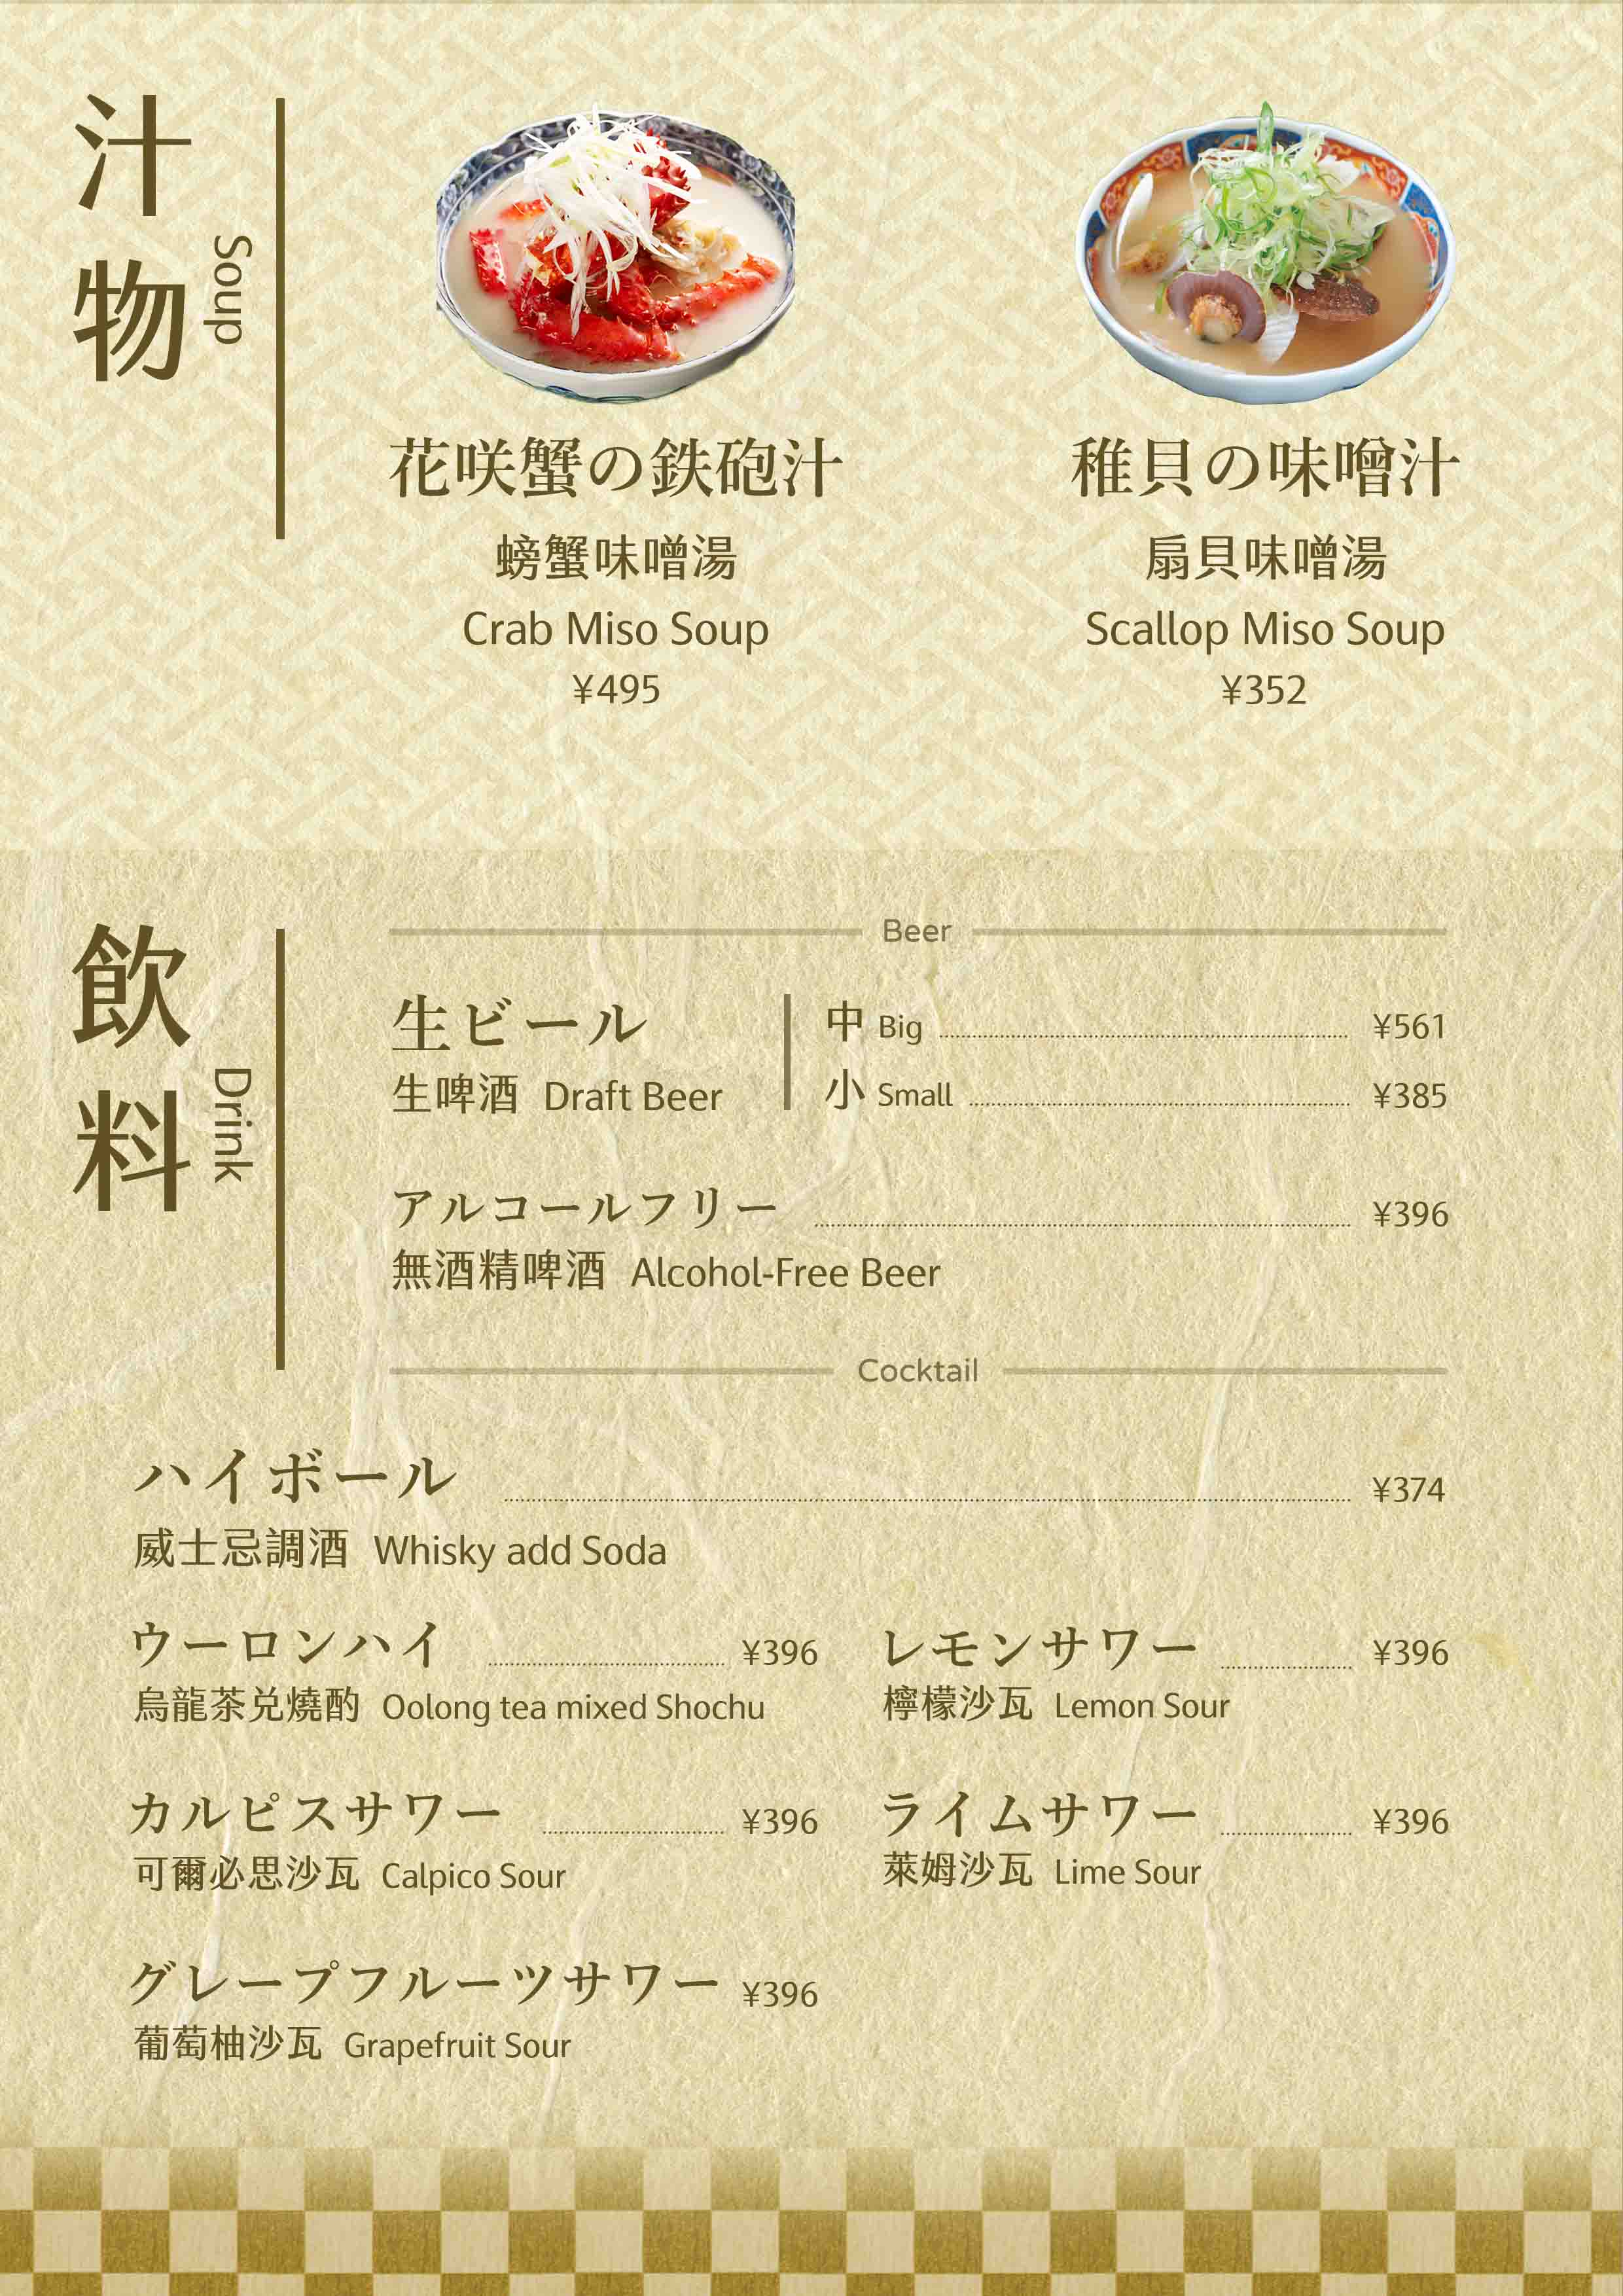 汁物
Soup
花咲蟹の鉄砲汁
螃蟹味噌湯
Crab Miso Soup
¥495
稚貝の味噌汁
扇貝味噌湯
Scallop Miso Soup
¥352
飲料
Drink
Beer
生ビール
生啤酒 Draft Beer
中 Big ¥561
小 Small ¥385
アルコールフリー ¥396
無酒精啤酒 Alcohol-Free Beer
Cocktail
ハイボール ¥374
威士忌調酒 Whisky add Soda
ウーロンハイ ¥396
烏龍茶兌燒酌 Oolong tea mixed Shochu
レモンサワー ¥396
檸檬沙瓦 Lemon Sour
カルピスサワー ¥396
可爾必思沙瓦 Calpico Sour
ライムサワー ¥396
萊姆沙瓦 Lime Sour
グレープフルーツサワー ¥396
葡萄柚沙瓦 Grapefruit Sour